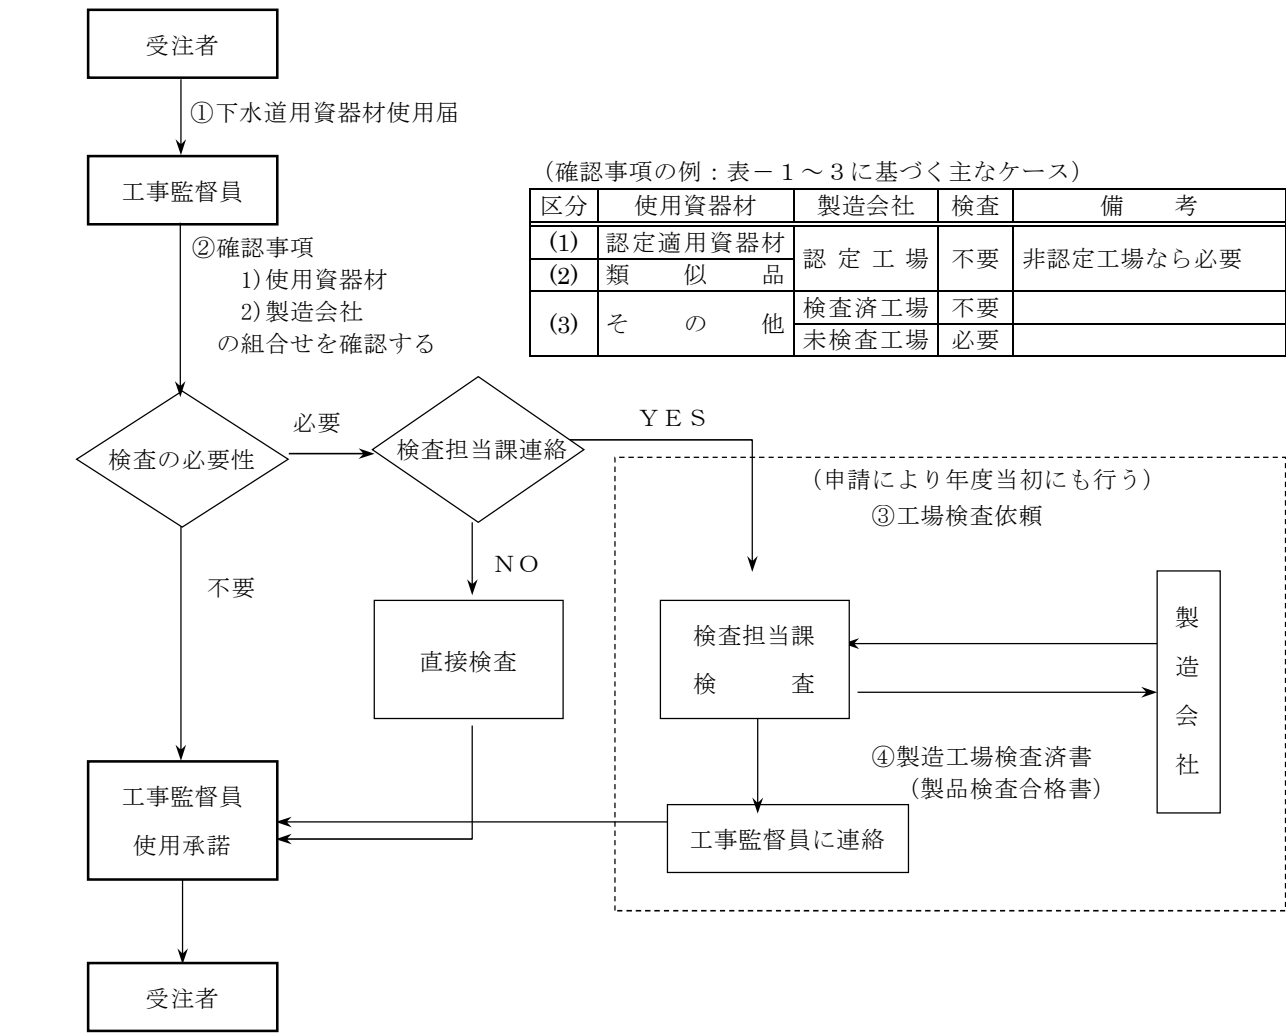 受注者
①下水道用資器材使用届
工事監督員
②確認事項
1)使用資器材
2)製造会社
の組合せを確認する
(確認事項の例:表-1~3に基づく主なケース)
区分 使用資器材 製造会社 検査 備 考
(1) 認定適用資器材 認定工場 不要 非認定工場なら必要
(2) 類似品
(3) その他 検査済工場 不要
未検査工場 必要
検査の必要性
必要
検査担当課連絡
YES
NO
不要
直接検査
(申請により年度当初にも行う)
③工場検査依頼
検査担当課
検 査
製造会社
④製造工場検査済書
(製品検査合格書)
工事監督員に連絡
工事監督員
使用承諾
受注者